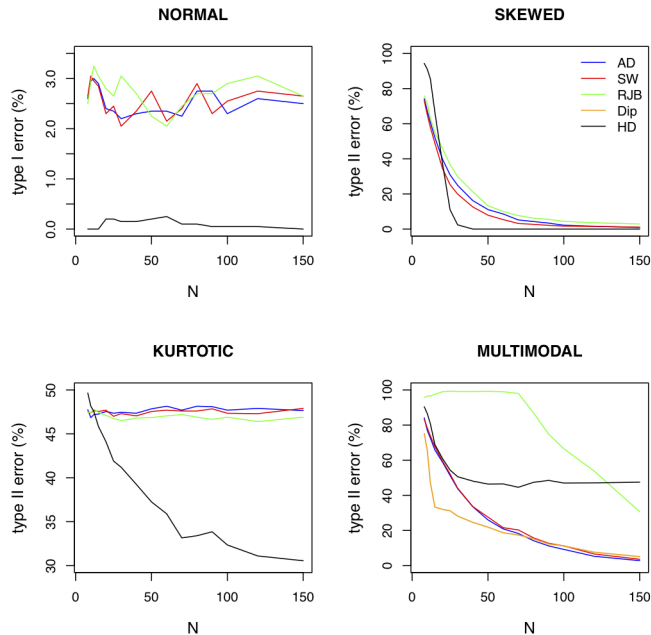 NORMAL
type I error (%)
0.0 1.0 2.0 3.0
0 50 100 150
N
SKEWED
type II error (%)
0 20 40 60 80 100
AD
SW
RJB
Dip
HD
0 50 100 150
N
KURTOTIC
type II error (%)
30 35 40 45 50
0 50 100 150
N
MULTIMODAL
type II error (%)
0 20 40 60 80 100
0 50 100 150
N